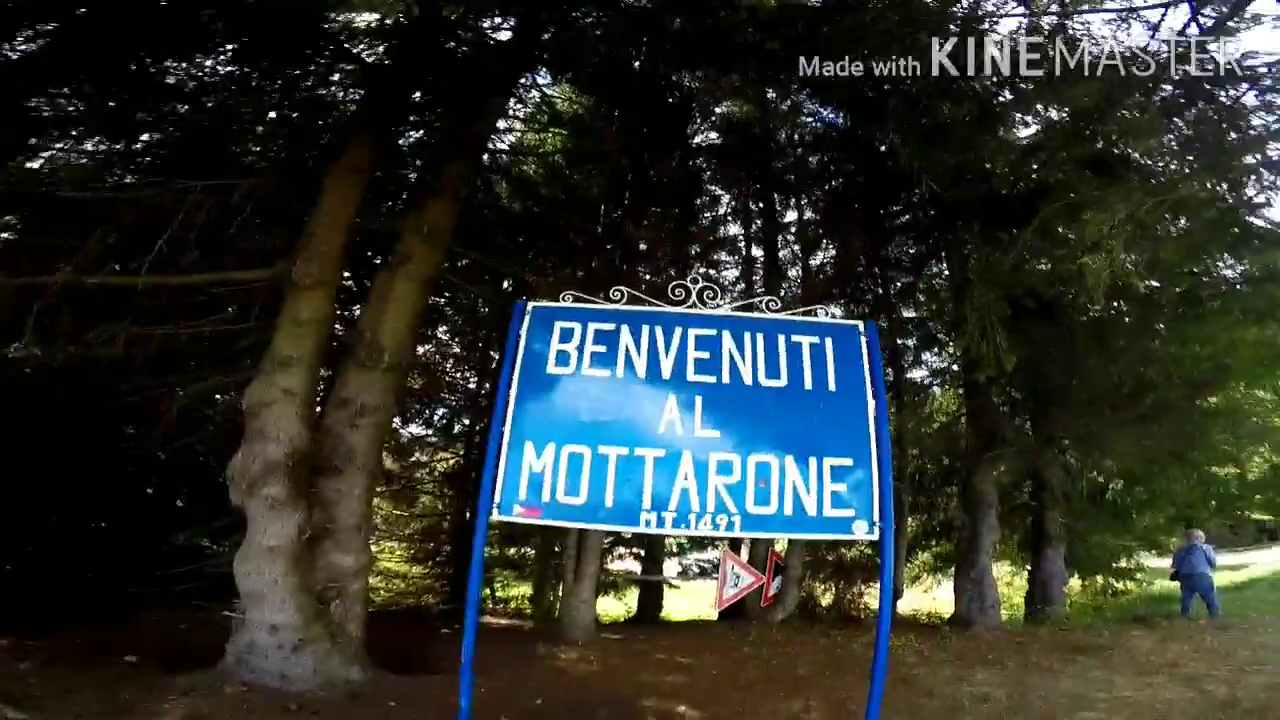 Made with KINEMASTER
BENVENUTI
AL
MOTTARONE
MT.1491